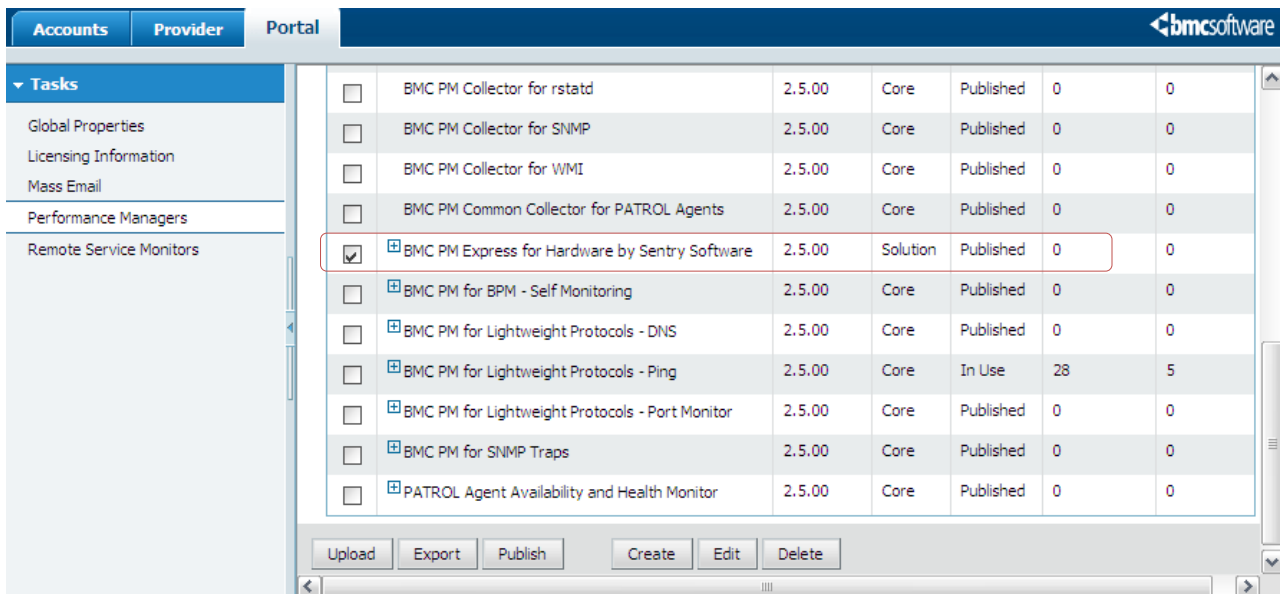 Accounts Provider Portal bmcsoftware
Tasks
Global Properties
Licensing Information
Mass Email
Performance Managers
Remote Service Monitors
BMC PM Collector for rstatd 2.5.00 Core Published 0 0
BMC PM Collector for SNMP 2.5.00 Core Published 0 0
BMC PM Collector for WMI 2.5.00 Core Published 0 0
BMC PM Common Collector for PATROL Agents 2.5.00 Core Published 0 0
BMC PM Express for Hardware by Sentry Software 2.5.00 Solution Published 0 0
BMC PM for BPM - Self Monitoring 2.5.00 Core Published 0 0
BMC PM for Lightweight Protocols - DNS 2.5.00 Core Published 0 0
BMC PM for Lightweight Protocols - Ping 2.5.00 Core In Use 28 5
BMC PM for Lightweight Protocols - Port Monitor 2.5.00 Core Published 0 0
BMC PM for SNMP Traps 2.5.00 Core Published 0 0
PATROL Agent Availability and Health Monitor 2.5.00 Core Published 0 0
Upload Export Publish Create Edit Delete